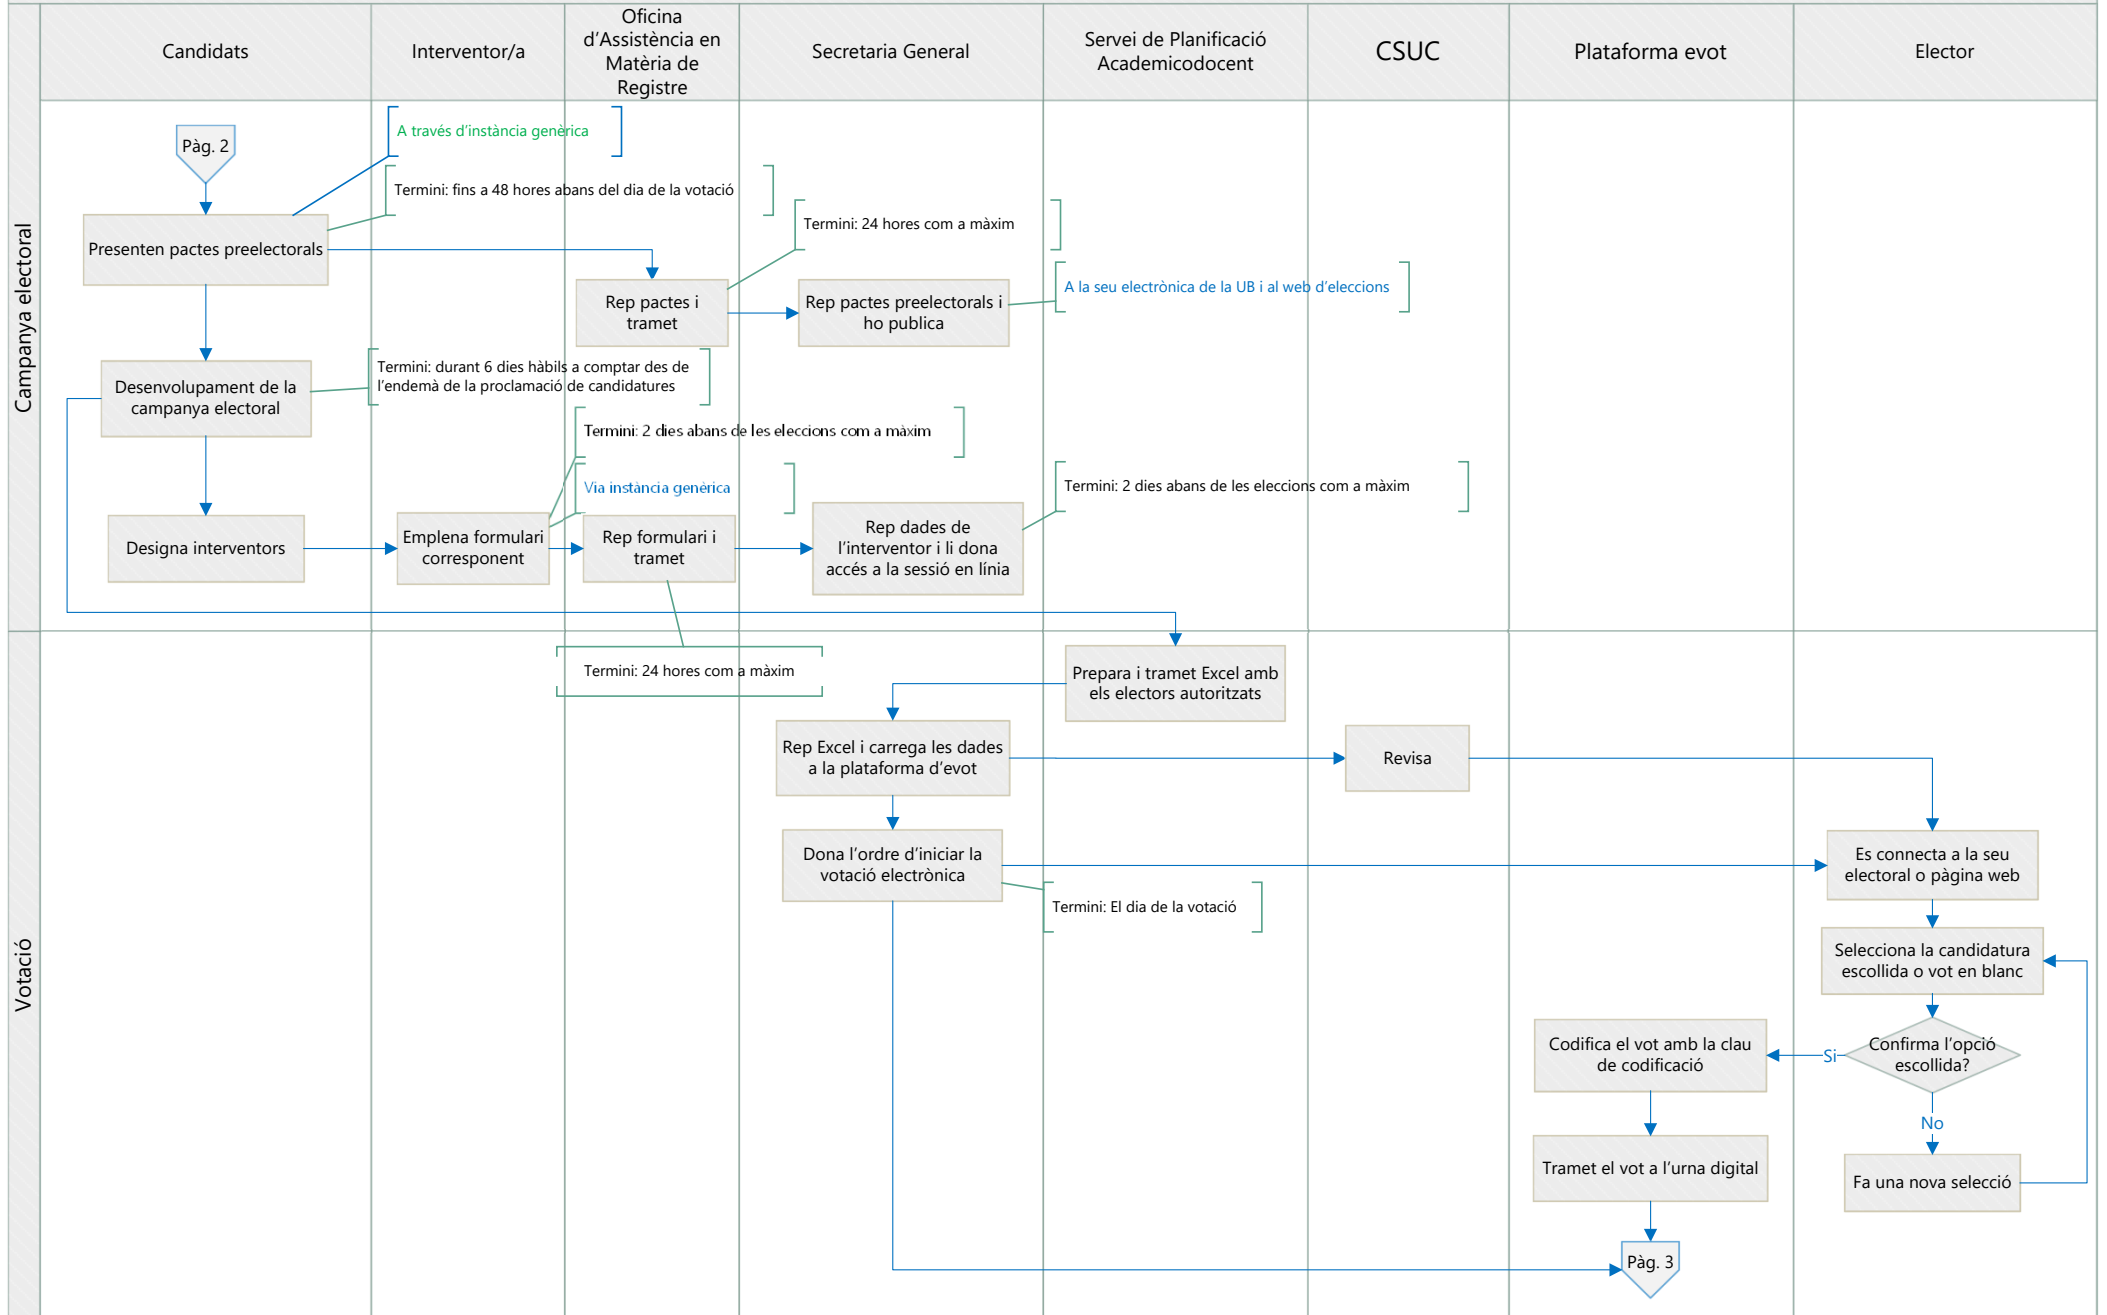 Candidats
Interventor/a
Oficina
d'Assistència en
Matèria de
Registre
Secretaria General
Servei de Planificació
Academicodocent
CSUC
Plataforma evot
Elector
Campanya electoral
Pàg. 2
A través d'instància genèrica
Termini: fins a 48 hores abans del dia de la votació
Termini: 24 hores com a màxim
Presenten pactes preelectorals
Rep pactes i
tramet
Rep pactes preelectorals i
ho publica
A la seu electrònica de la UB i al web d'eleccions
Desenvolupament de la
campanya electoral
Termini: durant 6 dies hàbils a comptar des de
l'endemà de la proclamació de candidatures
Termini: 2 dies abans de les eleccions com a màxim
Via instància genèrica
Termini: 2 dies abans de les eleccions com a màxim
Designa interventors
Emplena formulari
corresponent
Rep formulari i
tramet
Rep dades de
l'interventor i li dona
accés a la sessió en línia
Votació
Termini: 24 hores com a màxim
Prepara i tramet Excel amb
els electors autoritzats
Rep Excel i carrega les dades
a la plataforma d'evot
Revisa
Dona l'ordre d'iniciar la
votació electrònica
Es connecta a la seu
electoral o pàgina web
Termini: El dia de la votació
Selecciona la candidatura
escollida o vot en blanc
Codifica el vot amb la clau
de codificació
Si
Confirma l'opció
escollida?
No
Tramet el vot a l'urna digital
Fa una nova selecció
Pàg. 3